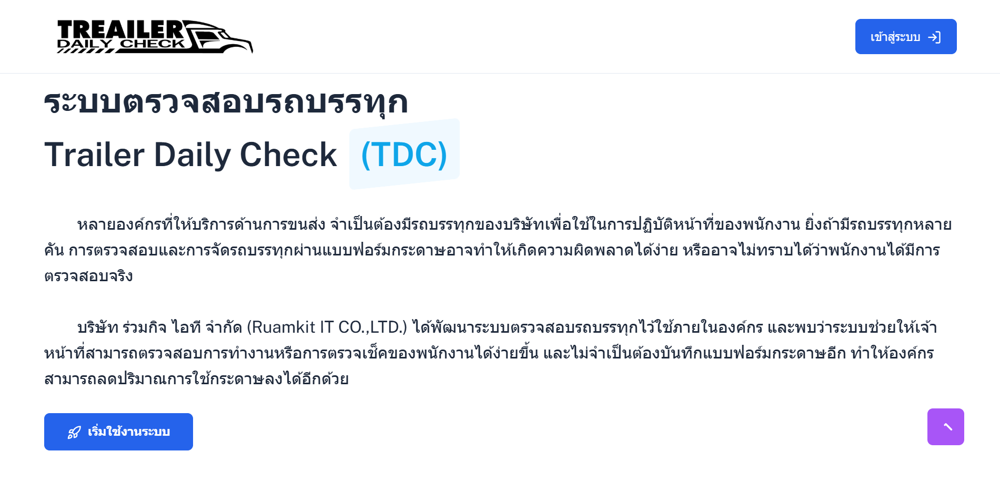 TREAILER
DAILY CHECK
เข้าสู่ระบบ
ระบบตรวจสอบรถบรรทุก
Trailer Daily Check (TDC)
หลายองค์กรที่ให้บริการด้านการขนส่ง จำเป็นต้องมีรถบรรทุกของบริษัทเพื่อใช้ในการปฏิบัติหน้าที่ของพนักงาน ยิ่งถ้ามีรถบรรทุกหลาย
คัน การตรวจสอบและการจัดรถบรรทุกผ่านแบบฟอร์มกระดาษอาจทำให้เกิดความผิดพลาดได้ง่าย หรืออาจไม่ทราบได้ว่าพนักงานได้มีการ
ตรวจสอบจริง
บริษัท ร่วมกิจ ไอที จำกัด (Ruamkit IT CO.,LTD.) ได้พัฒนาระบบตรวจสอบรถบรรทุกไว้ใช้ภายในองค์กร และพบว่าระบบช่วยให้เจ้า
หน้าที่สามารถตรวจสอบการทำงานหรือการตรวจเช็คของพนักงานได้ง่ายขึ้น และไม่จำเป็นต้องบันทึกแบบฟอร์มกระดาษอีก ทำให้องค์กร
สามารถลดปริมาณการใช้กระดาษลงได้อีกด้วย
เริ่มใช้งานระบบ